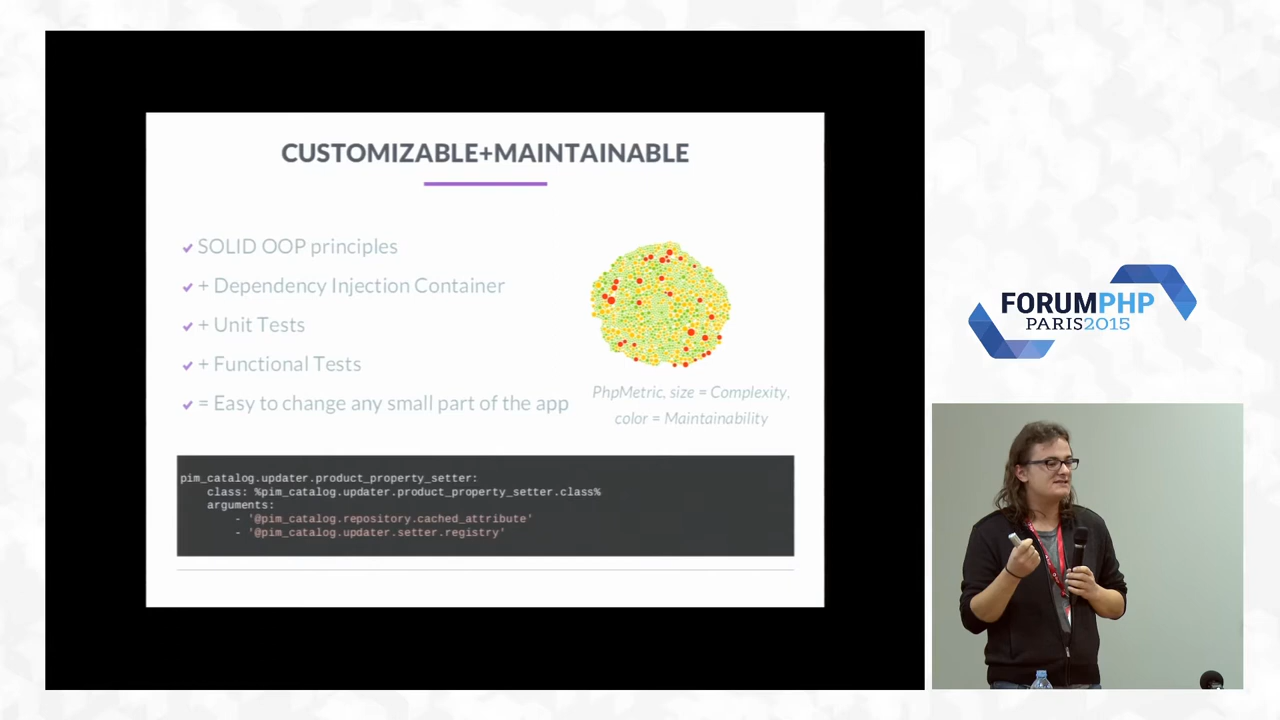 CUSTOMIZABLE+MAINTAINABLE
✔ SOLID OOP principles
✔ + Dependency Injection Container
✔ + Unit Tests
✔ + Functional Tests
✔ = Easy to change any small part of the app
PhpMetric, size = Complexity,
color = Maintainability
pim_catalog.updater.product_property_setter:
    class: %pim_catalog.updater.product_property_setter.class%
    arguments:
        - '@pim_catalog.repository.cached_attribute'
        - '@pim_catalog.updater.setter.registry'
FORUMPHP
PARIS2015